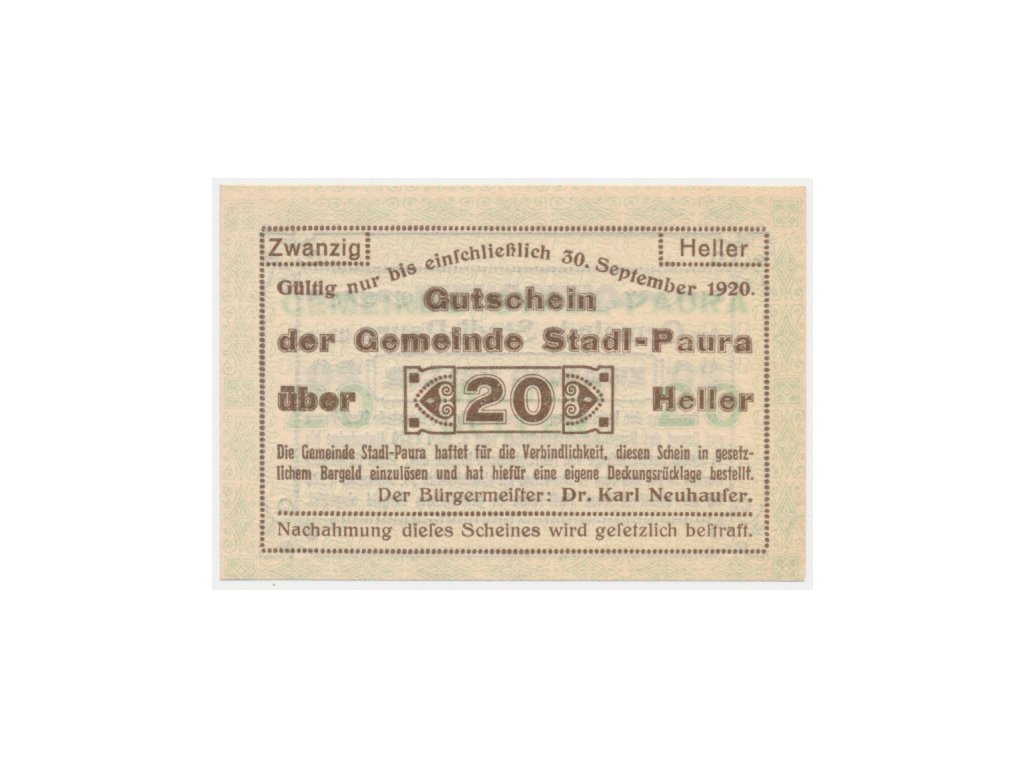 Zwanzig Heller
Gültig nur bis einſchließlich 30. September 1920.
Gutschein
der Gemeinde Stadl-Paura
über 20 Heller
Die Gemeinde Stadl-Paura haftet für die Verbindlichkeit, diesen Schein in gesetz-
lichem Bargeld einzulösen und hat hiefür eine eigene Deckungsrücklage bestellt.
Der Bürgermeiſter: Dr. Karl Neuhauſer.
Nachahmung dieſes Scheines wird geſetzlich beſtraft.